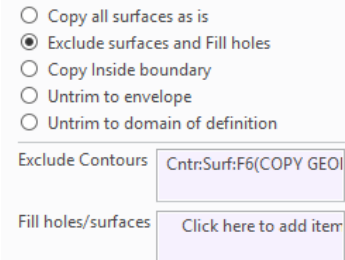 Copy all surfaces as is
Exclude surfaces and Fill holes
Copy Inside boundary
Untrim to envelope
Untrim to domain of definition
Exclude Contours Cntr:Surf:F6(COPY GEOI
Fill holes/surfaces Click here to add item